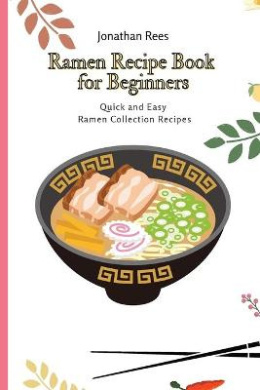 Jonathan Rees
Ramen Recipe Book
for Beginners
Quick and Easy
Ramen Collection Recipes